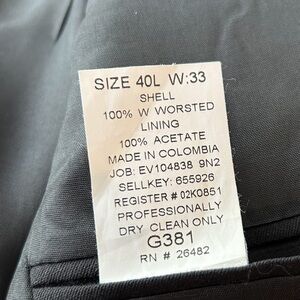 SIZE 40L W:33
SHELL
100% W WORSTED
LINING
100% ACETATE
MADE IN COLOMBIA
JOB: EV104838 9N2
SELLKEY: 655926
REGISTER # 02K0851
PROFESSIONALLY
DRY CLEAN ONLY
G381
RN # 26482